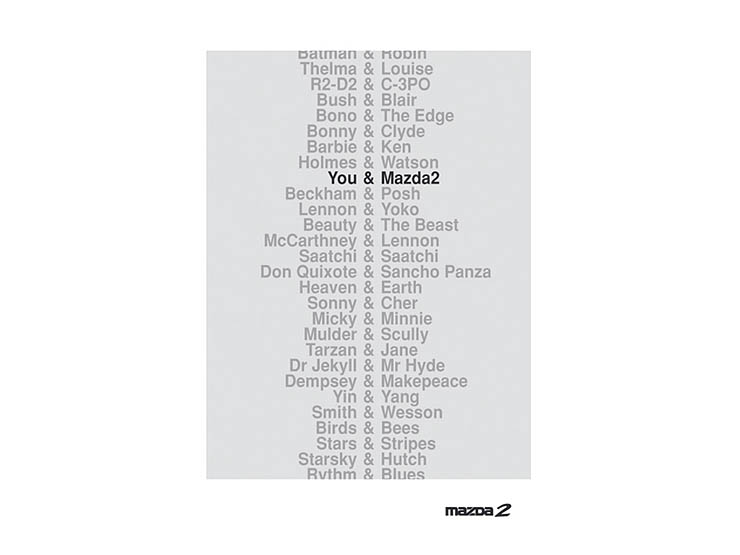 Batman & Robin
Thelma & Louise
R2-D2 & C-3PO
Bush & Blair
Bono & The Edge
Bonny & Clyde
Barbie & Ken
Holmes & Watson
You & Mazda2
Beckham & Posh
Lennon & Yoko
Beauty & The Beast
McCarthney & Lennon
Saatchi & Saatchi
Don Quixote & Sancho Panza
Heaven & Earth
Sonny & Cher
Micky & Minnie
Mulder & Scully
Tarzan & Jane
Dr Jekyll & Mr Hyde
Dempsey & Makepeace
Yin & Yang
Smith & Wesson
Birds & Bees
Stars & Stripes
Starsky & Hutch
Rythm & Blues
mazda 2